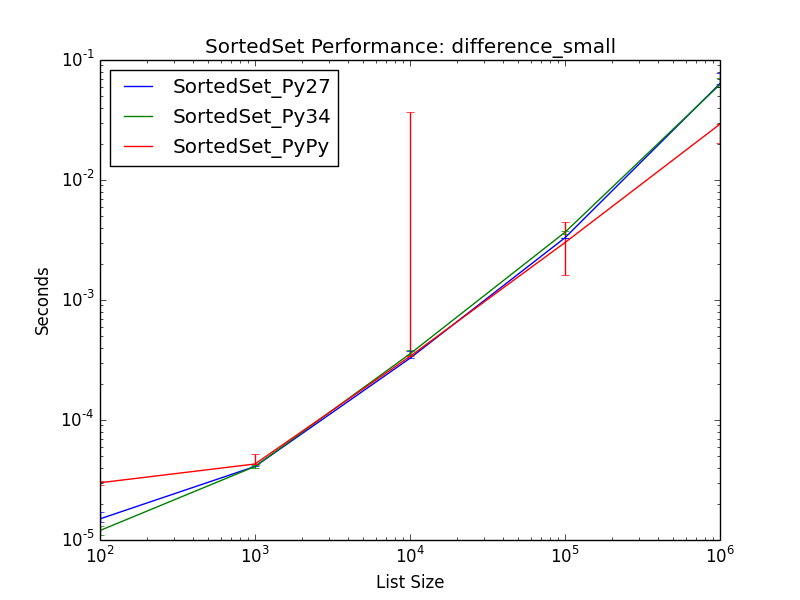 SortedSet Performance: difference_small
SortedSet_Py27
SortedSet_Py34
SortedSet_PyPy
10^-1
10^-2
10^-3
10^-4
10^-5
Seconds
10^2 10^3 10^4 10^5 10^6
List Size